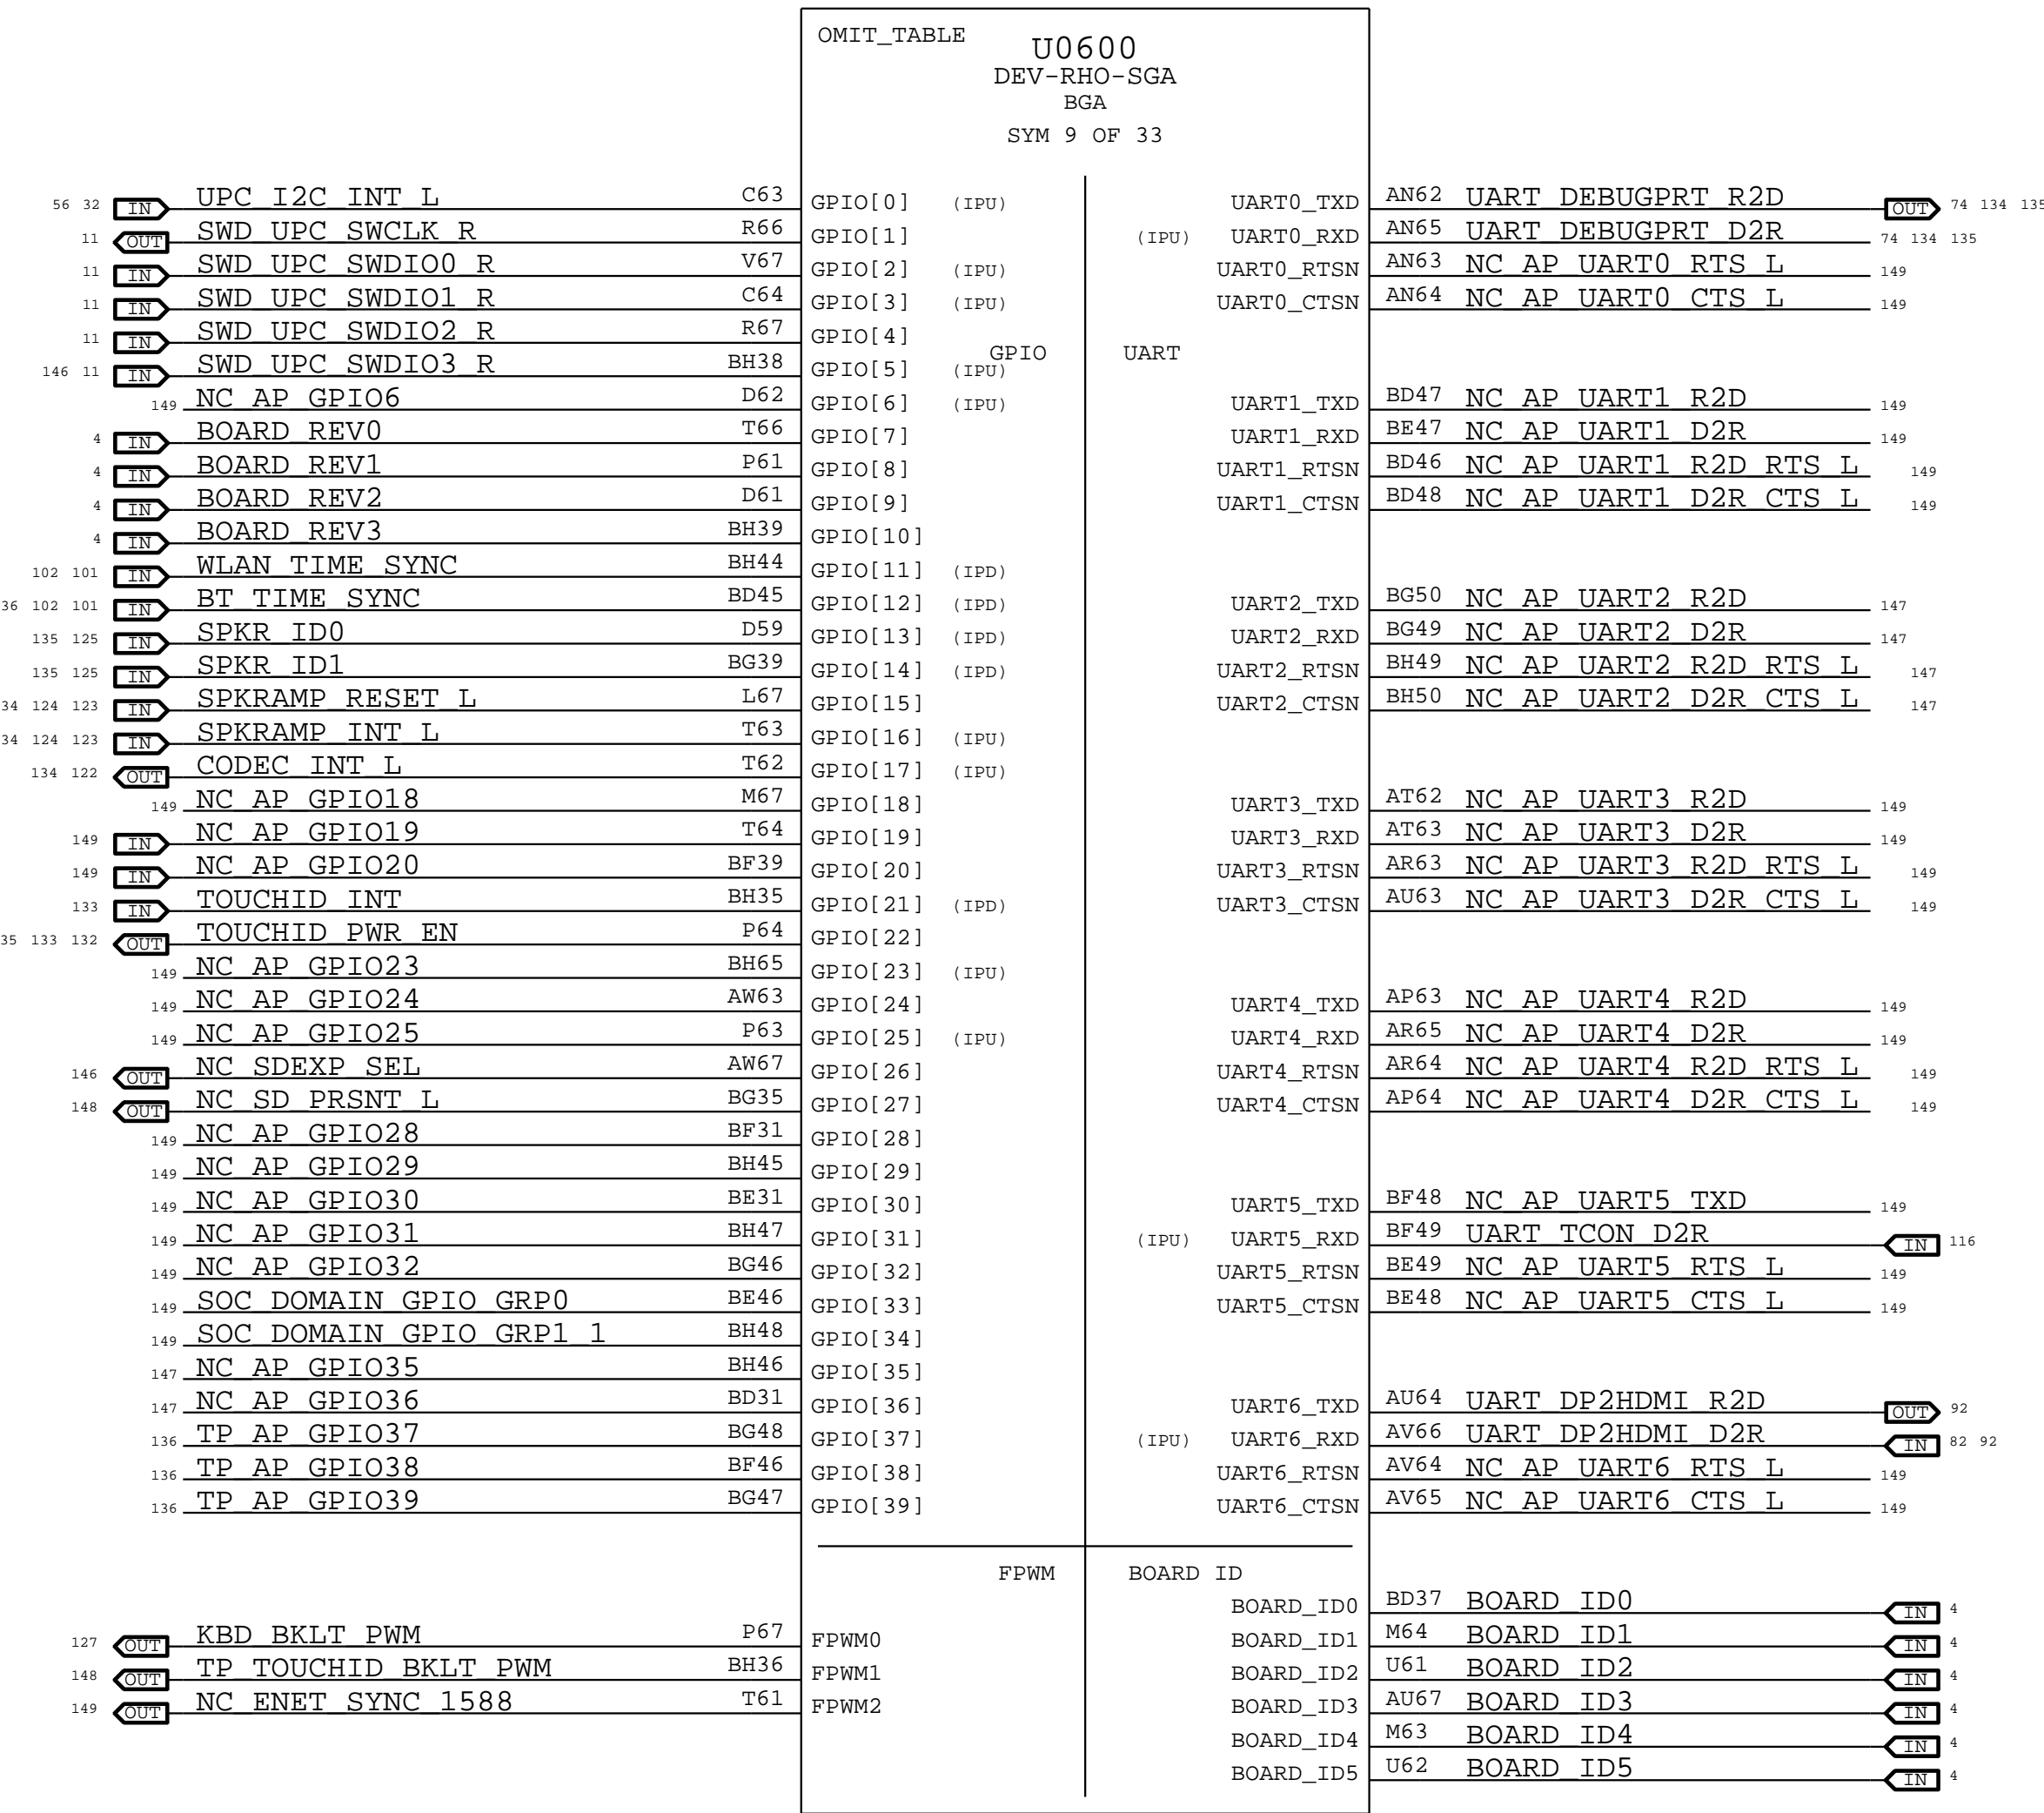 OMIT_TABLE
U0600
DEV-RHO-SGA
BGA
SYM 9 OF 33
56 32 IN UPC_I2C_INT_L C63 GPIO[0] (IPU) UART0_TXD AN62 UART_DEBUGPRT_R2D OUT 74 134 135
11 OUT SWD_UPC_SWCLK_R R66 GPIO[1] (IPU) UART0_RXD AN65 UART_DEBUGPRT_D2R 74 134 135
11 IN SWD_UPC_SWDIO0_R V67 GPIO[2] (IPU) UART0_RTSN AN63 NC_AP_UART0_RTS_L 149
11 IN SWD_UPC_SWDIO1_R C64 GPIO[3] (IPU) UART0_CTSN AN64 NC_AP_UART0_CTS_L 149
11 IN SWD_UPC_SWDIO2_R R67 GPIO[4]
GPIO UART
146 11 IN SWD_UPC_SWDIO3_R BH38 GPIO[5] (IPU)
149 NC_AP_GPIO6 D62 GPIO[6] (IPU) UART1_TXD BD47 NC_AP_UART1_R2D 149
4 IN BOARD_REV0 T66 GPIO[7] UART1_RXD BE47 NC_AP_UART1_D2R 149
4 IN BOARD_REV1 P61 GPIO[8] UART1_RTSN BD46 NC_AP_UART1_R2D_RTS_L 149
4 IN BOARD_REV2 D61 GPIO[9] UART1_CTSN BD48 NC_AP_UART1_D2R_CTS_L 149
4 IN BOARD_REV3 BH39 GPIO[10]
102 101 IN WLAN_TIME_SYNC BH44 GPIO[11] (IPD)
36 102 101 IN BT_TIME_SYNC BD45 GPIO[12] (IPD) UART2_TXD BG50 NC_AP_UART2_R2D 147
135 125 IN SPKR_ID0 D59 GPIO[13] (IPD) UART2_RXD BG49 NC_AP_UART2_D2R 147
135 125 IN SPKR_ID1 BG39 GPIO[14] (IPD) UART2_RTSN BH49 NC_AP_UART2_R2D_RTS_L 147
34 124 123 IN SPKRAMP_RESET_L L67 GPIO[15] UART2_CTSN BH50 NC_AP_UART2_D2R_CTS_L 147
34 124 123 IN SPKRAMP_INT_L T63 GPIO[16] (IPU)
134 122 OUT CODEC_INT_L T62 GPIO[17] (IPU)
149 NC_AP_GPIO18 M67 GPIO[18] UART3_TXD AT62 NC_AP_UART3_R2D 149
149 IN NC_AP_GPIO19 T64 GPIO[19] UART3_RXD AT63 NC_AP_UART3_D2R 149
149 IN NC_AP_GPIO20 BF39 GPIO[20] UART3_RTSN AR63 NC_AP_UART3_R2D_RTS_L 149
133 IN TOUCHID_INT BH35 GPIO[21] (IPD) UART3_CTSN AU63 NC_AP_UART3_D2R_CTS_L 149
35 133 132 OUT TOUCHID_PWR_EN P64 GPIO[22]
149 NC_AP_GPIO23 BH65 GPIO[23] (IPU)
149 NC_AP_GPIO24 AW63 GPIO[24] UART4_TXD AP63 NC_AP_UART4_R2D 149
149 NC_AP_GPIO25 P63 GPIO[25] (IPU) UART4_RXD AR65 NC_AP_UART4_D2R 149
146 OUT NC_SDEXP_SEL AW67 GPIO[26] UART4_RTSN AR64 NC_AP_UART4_R2D_RTS_L 149
148 OUT NC_SD_PRSNT_L BG35 GPIO[27] UART4_CTSN AP64 NC_AP_UART4_D2R_CTS_L 149
149 NC_AP_GPIO28 BF31 GPIO[28]
149 NC_AP_GPIO29 BH45 GPIO[29]
149 NC_AP_GPIO30 BE31 GPIO[30] UART5_TXD BF48 NC_AP_UART5_TXD 149
149 NC_AP_GPIO31 BH47 GPIO[31] (IPU) UART5_RXD BF49 UART_TCON_D2R IN 116
149 NC_AP_GPIO32 BG46 GPIO[32] UART5_RTSN BE49 NC_AP_UART5_RTS_L 149
149 SOC_DOMAIN_GPIO_GRP0 BE46 GPIO[33] UART5_CTSN BE48 NC_AP_UART5_CTS_L 149
149 SOC_DOMAIN_GPIO_GRP1_1 BH48 GPIO[34]
147 NC_AP_GPIO35 BH46 GPIO[35]
147 NC_AP_GPIO36 BD31 GPIO[36] UART6_TXD AU64 UART_DP2HDMI_R2D OUT 92
136 TP_AP_GPIO37 BG48 GPIO[37] (IPU) UART6_RXD AV66 UART_DP2HDMI_D2R IN 82 92
136 TP_AP_GPIO38 BF46 GPIO[38] UART6_RTSN AV64 NC_AP_UART6_RTS_L 149
136 TP_AP_GPIO39 BG47 GPIO[39] UART6_CTSN AV65 NC_AP_UART6_CTS_L 149
FPWM BOARD ID
BOARD_ID0 BD37 BOARD_ID0 IN 4
127 OUT KBD_BKLT_PWM P67 FPWM0 BOARD_ID1 M64 BOARD_ID1 IN 4
148 OUT TP_TOUCHID_BKLT_PWM BH36 FPWM1 BOARD_ID2 U61 BOARD_ID2 IN 4
149 OUT NC_ENET_SYNC_1588 T61 FPWM2 BOARD_ID3 AU67 BOARD_ID3 IN 4
BOARD_ID4 M63 BOARD_ID4 IN 4
BOARD_ID5 U62 BOARD_ID5 IN 4